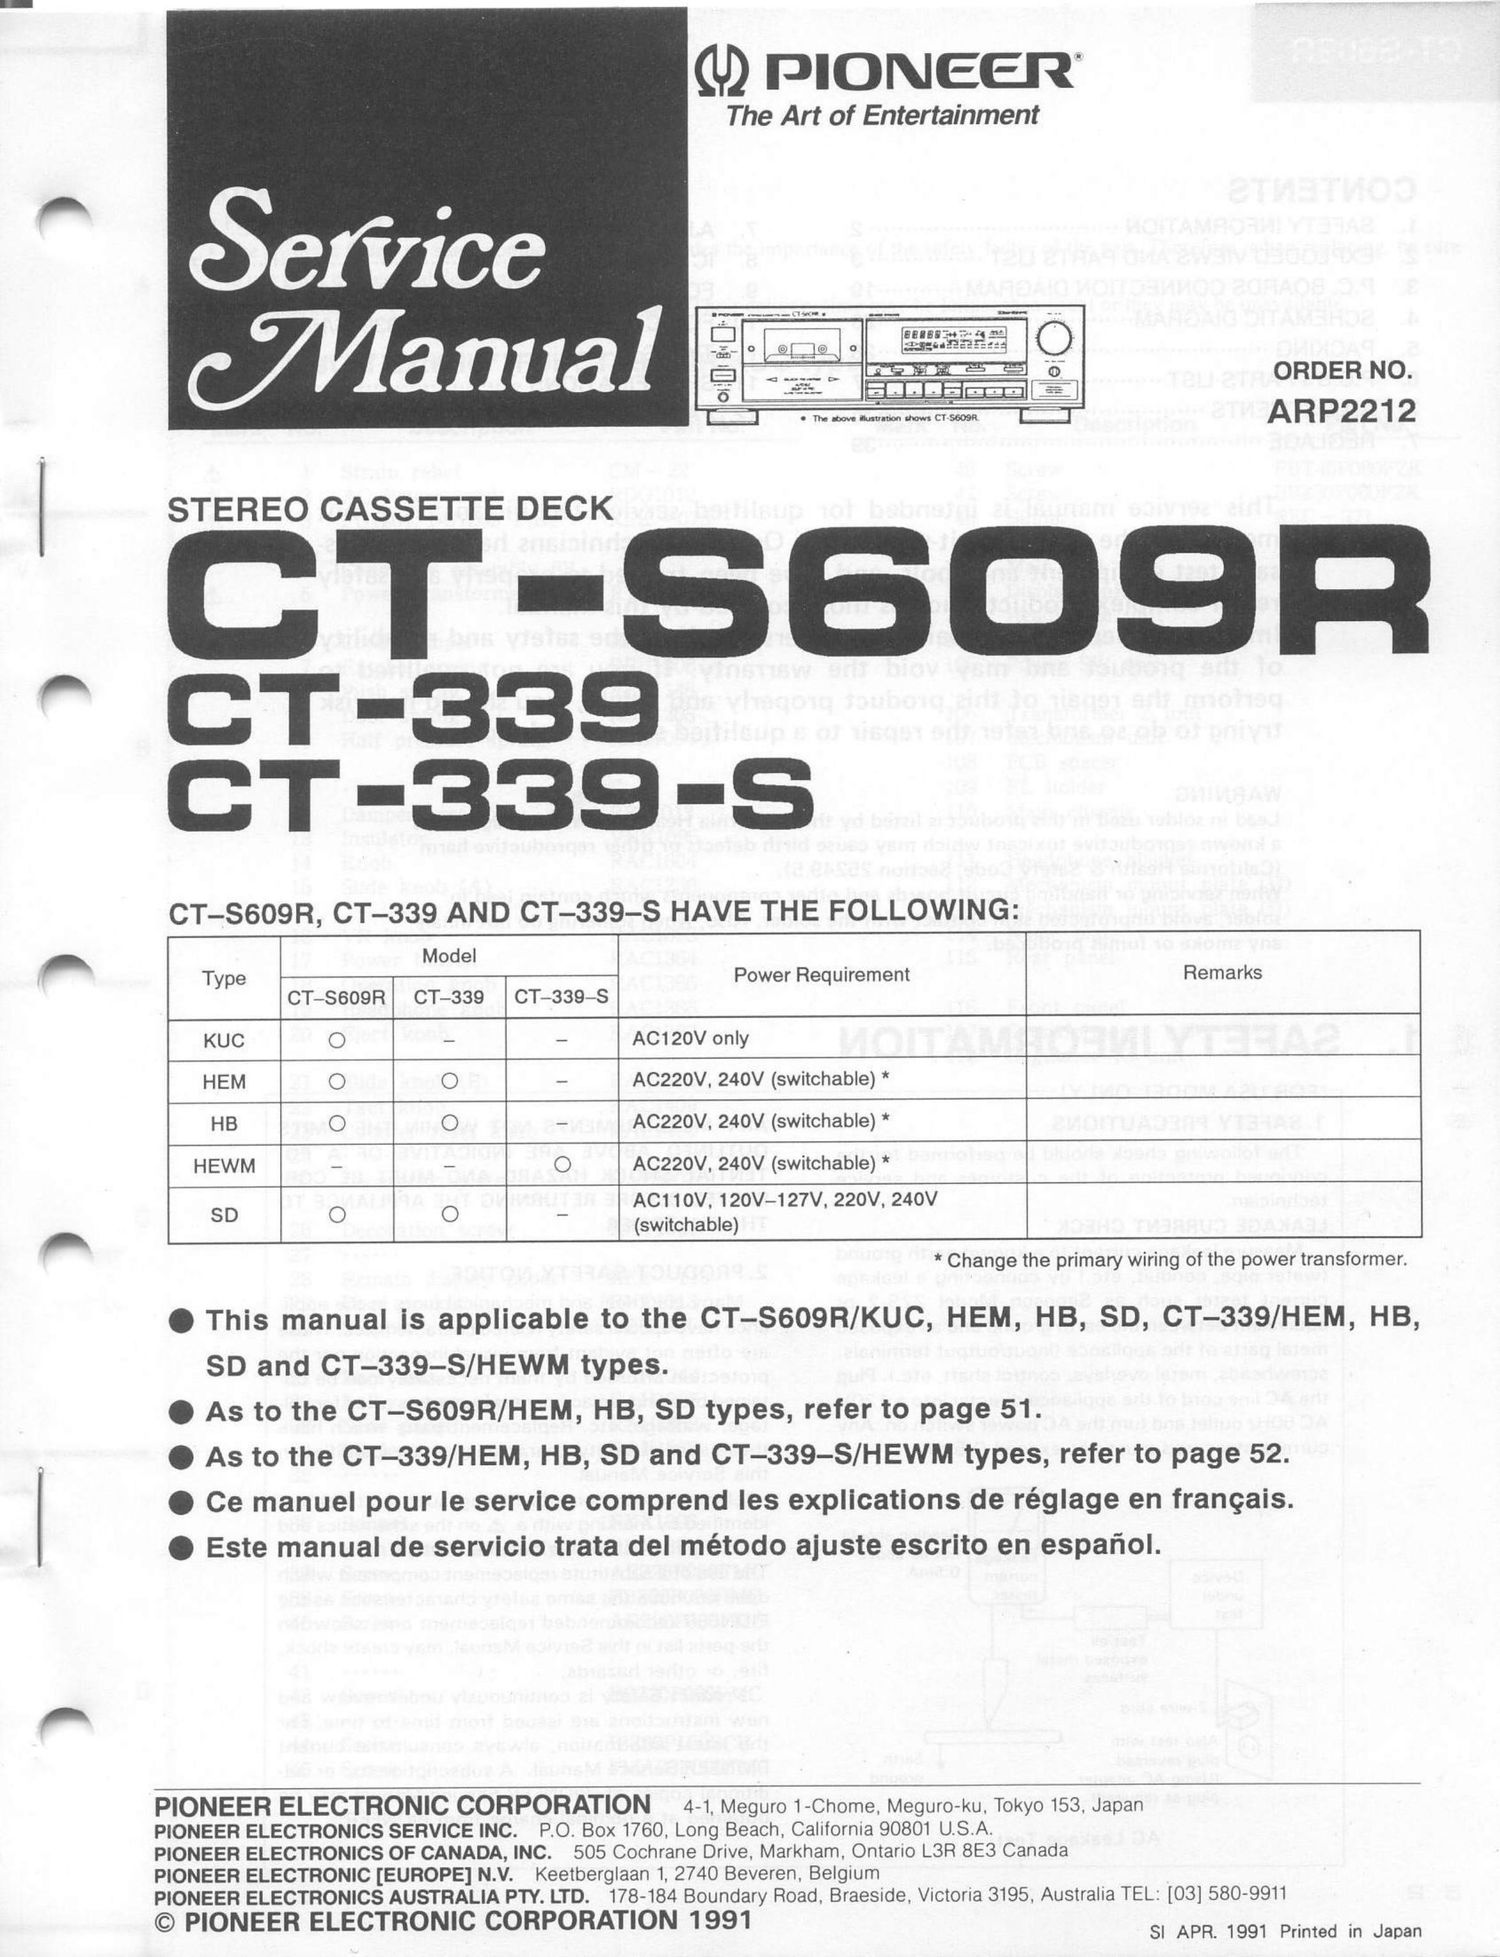 PIONEER®
The Art of Entertainment
Service
Manual
PIONEER
CT-S609R
• The above illustration shows CT-S609R.
ORDER NO.
ARP2212
STEREO CASSETTE DECK
CT-S609R
CT-339
CT-339-S
CT-S609R, CT-339 AND CT-339-S HAVE THE FOLLOWING:
Type Model Power Requirement Remarks
CT-S609R CT-339 CT-339-S
KUC ○ – – AC120V only
HEM ○ ○ – AC220V, 240V (switchable) *
HB ○ ○ – AC220V, 240V (switchable) *
HEWM – – ○ AC220V, 240V (switchable) *
SD ○ ○ – AC110V, 120V-127V, 220V, 240V
(switchable)
* Change the primary wiring of the power transformer.
● This manual is applicable to the CT-S609R/KUC, HEM, HB, SD, CT-339/HEM, HB,
SD and CT-339-S/HEWM types.
● As to the CT-S609R/HEM, HB, SD types, refer to page 51
● As to the CT-339/HEM, HB, SD and CT-339-S/HEWM types, refer to page 52.
● Ce manuel pour le service comprend les explications de réglage en français.
● Este manual de servicio trata del método ajuste escrito en español.
PIONEER ELECTRONIC CORPORATION 4-1, Meguro 1-Chome, Meguro-ku, Tokyo 153, Japan
PIONEER ELECTRONICS SERVICE INC. P.O. Box 1760, Long Beach, California 90801 U.S.A.
PIONEER ELECTRONICS OF CANADA, INC. 505 Cochrane Drive, Markham, Ontario L3R 8E3 Canada
PIONEER ELECTRONIC [EUROPE] N.V. Keetberglaan 1, 2740 Beveren, Belgium
PIONEER ELECTRONICS AUSTRALIA PTY. LTD. 178-184 Boundary Road, Braeside, Victoria 3195, Australia TEL: [03] 580-9911
© PIONEER ELECTRONIC CORPORATION 1991
SI APR. 1991 Printed in Japan